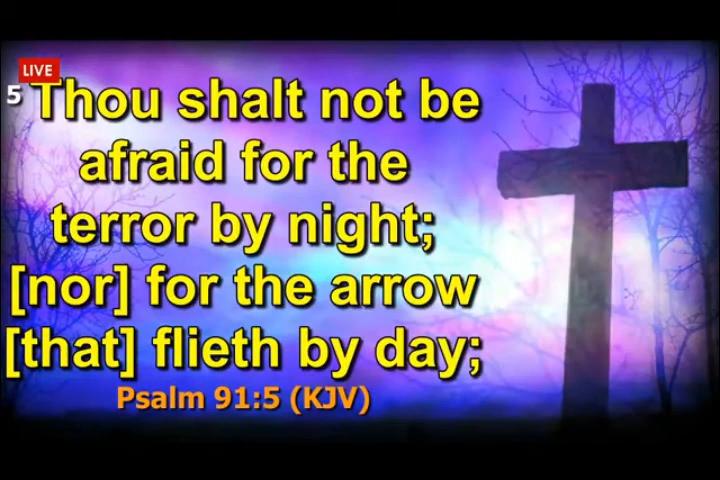 LIVE
5 Thou shalt not be
afraid for the
terror by night;
[nor] for the arrow
[that] flieth by day;
Psalm 91:5 (KJV)